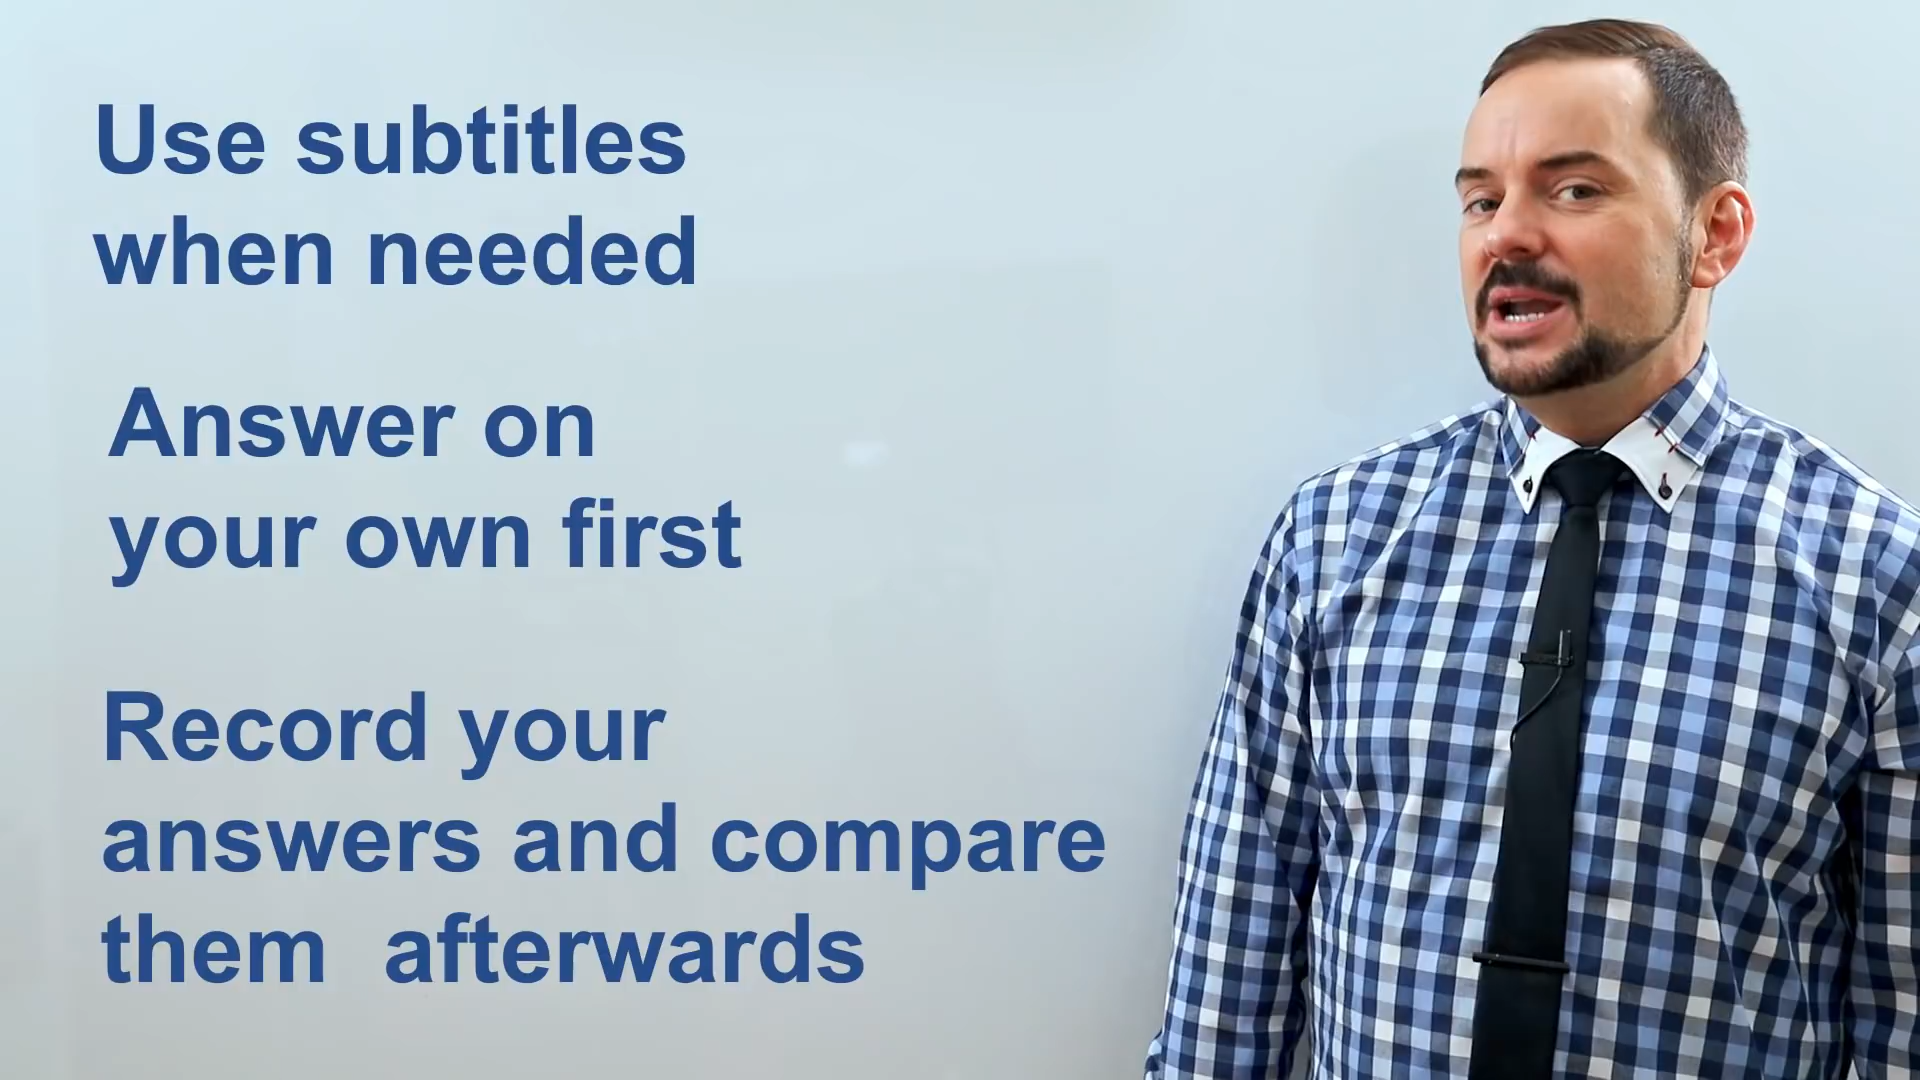 Use subtitles
when needed
Answer on
your own first
Record your
answers and compare
them  afterwards